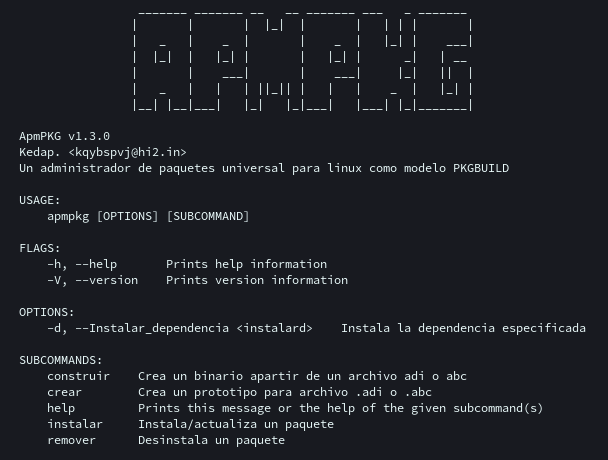 ApmPKG v1.3.0
Kedap. <kqybspvj@hi2.in>
Un administrador de paquetes universal para linux como modelo PKGBUILD
USAGE:
apmpkg [OPTIONS] [SUBCOMMAND]
FLAGS:
-h, --help Prints help information
-V, --version Prints version information
OPTIONS:
-d, --Instalar_dependencia <instalard> Instala la dependencia especificada
SUBCOMMANDS:
construir Crea un binario apartir de un archivo adi o abc
crear Crea un prototipo para archivo .adi o .abc
help Prints this message or the help of the given subcommand(s)
instalar Instala/actualiza un paquete
remover Desinstala un paquete